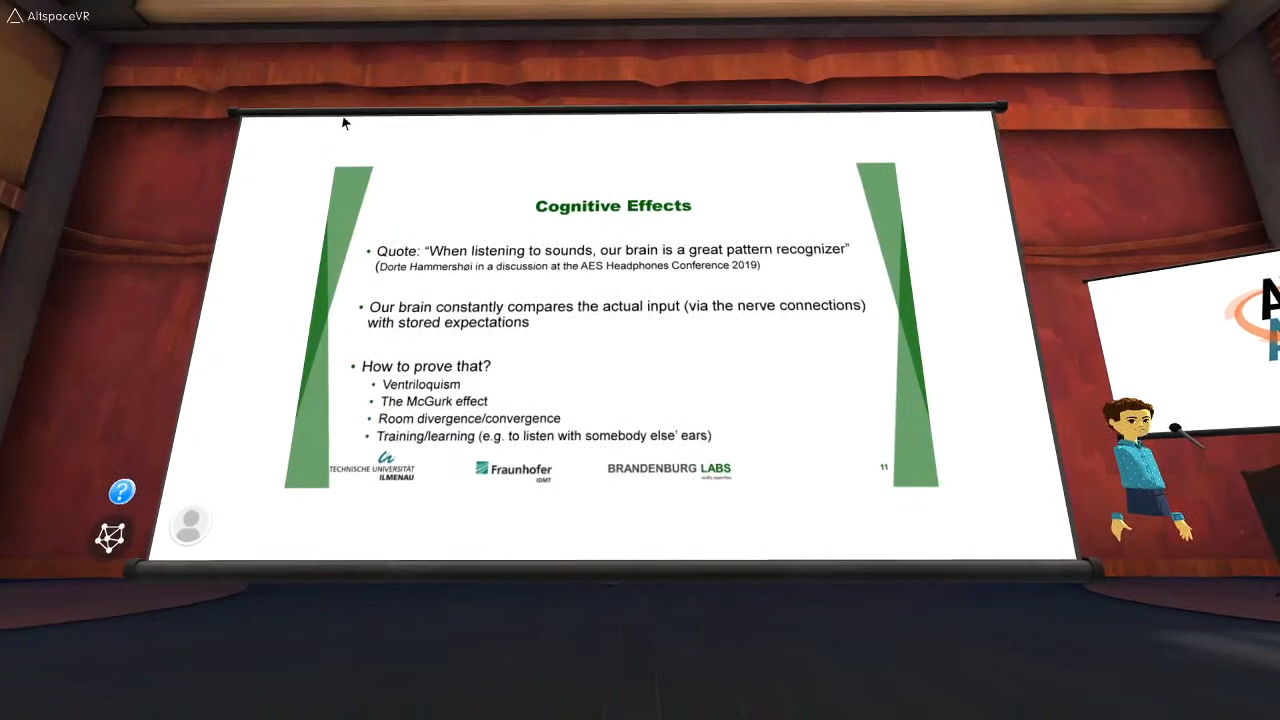 AltspaceVR
Cognitive Effects
• Quote: “When listening to sounds, our brain is a great pattern recognizer”
(Dorte Hammershøi in a discussion at the AES Headphones Conference 2019)
• Our brain constantly compares the actual input (via the nerve connections)
with stored expectations
• How to prove that?
• Ventriloquism
• The McGurk effect
• Room divergence/convergence
• Training/learning (e.g. to listen with somebody else’ ears)
TECHNISCHE UNIVERSITÄT
ILMENAU
Fraunhofer
IDMT
BRANDENBURG LABS
11
?